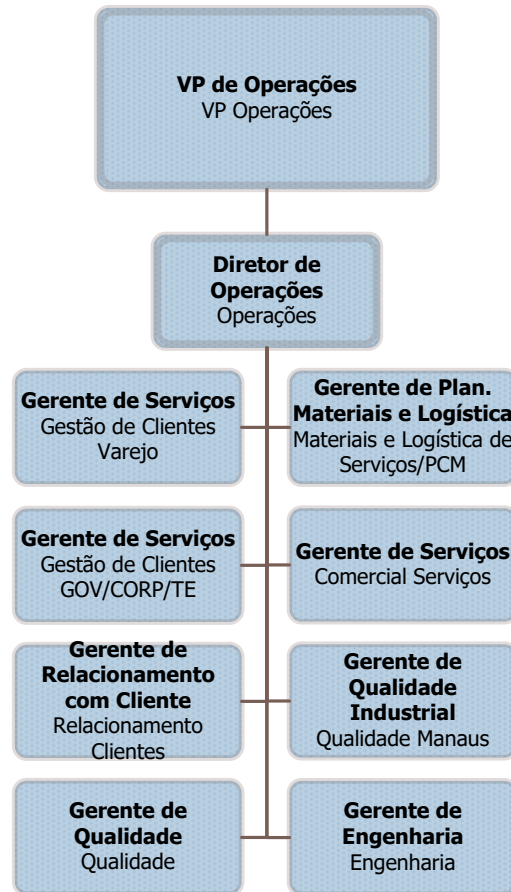 VP de Operações
VP Operações
Diretor de
Operações
Operações
Gerente de Serviços
Gestão de Clientes
Varejo
Gerente de Plan.
Materiais e Logística
Materiais e Logística de
Serviços/PCM
Gerente de Serviços
Gestão de Clientes
GOV/CORP/TE
Gerente de Serviços
Comercial Serviços
Gerente de
Relacionamento
com Cliente
Relacionamento
Clientes
Gerente de
Qualidade
Industrial
Qualidade Manaus
Gerente de
Qualidade
Qualidade
Gerente de
Engenharia
Engenharia